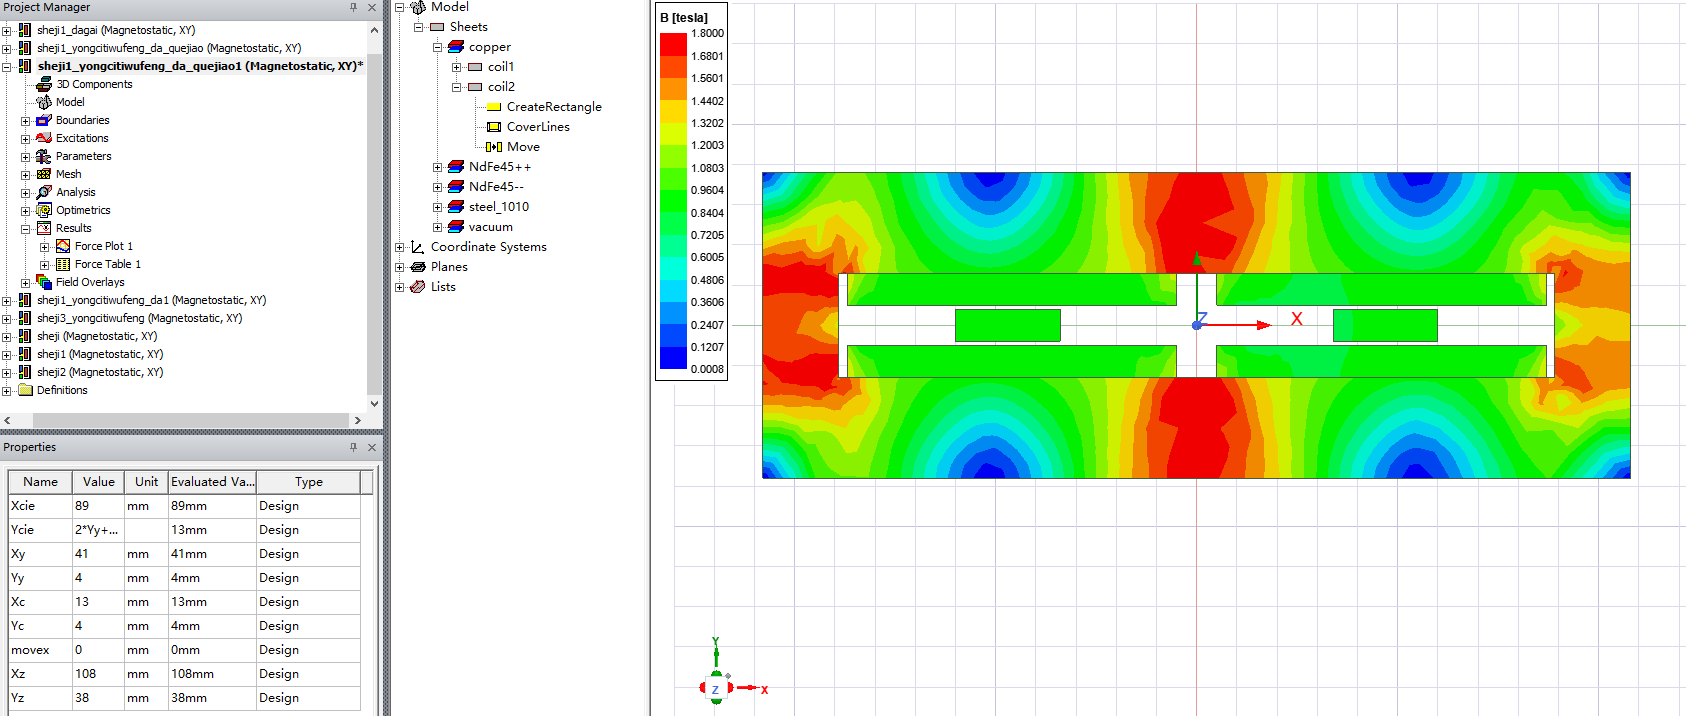 Project Manager
sheji1_dagai (Magnetostatic, XY)
sheji1_yongcitiwufeng_da_quejiao (Magnetostatic, XY)
sheji1_yongcitiwufeng_da_quejiao1 (Magnetostatic, XY)*
3D Components
Model
Boundaries
Excitations
Parameters
Mesh
Analysis
Optimetrics
Results
Force Plot 1
Force Table 1
Field Overlays
sheji1_yongcitiwufeng_da1 (Magnetostatic, XY)
sheji3_yongcitiwufeng (Magnetostatic, XY)
sheji (Magnetostatic, XY)
sheji1 (Magnetostatic, XY)
sheji2 (Magnetostatic, XY)
Definitions
Properties
Name Value Unit Evaluated Va... Type
Xcie 89 mm 89mm Design
Ycie 2*Yy+... 13mm Design
Xy 41 mm 41mm Design
Yy 4 mm 4mm Design
Xc 13 mm 13mm Design
Yc 4 mm 4mm Design
movex 0 mm 0mm Design
Xz 108 mm 108mm Design
Yz 38 mm 38mm Design
Model
Sheets
copper
coil1
coil2
CreateRectangle
CoverLines
Move
NdFe45++
NdFe45--
steel_1010
vacuum
Coordinate Systems
Planes
Lists
B [tesla]
1.8000
1.6801
1.5601
1.4402
1.3202
1.2003
1.0803
0.9604
0.8404
0.7205
0.6005
0.4806
0.3606
0.2407
0.1207
0.0008
Z
X
Y
Z
X